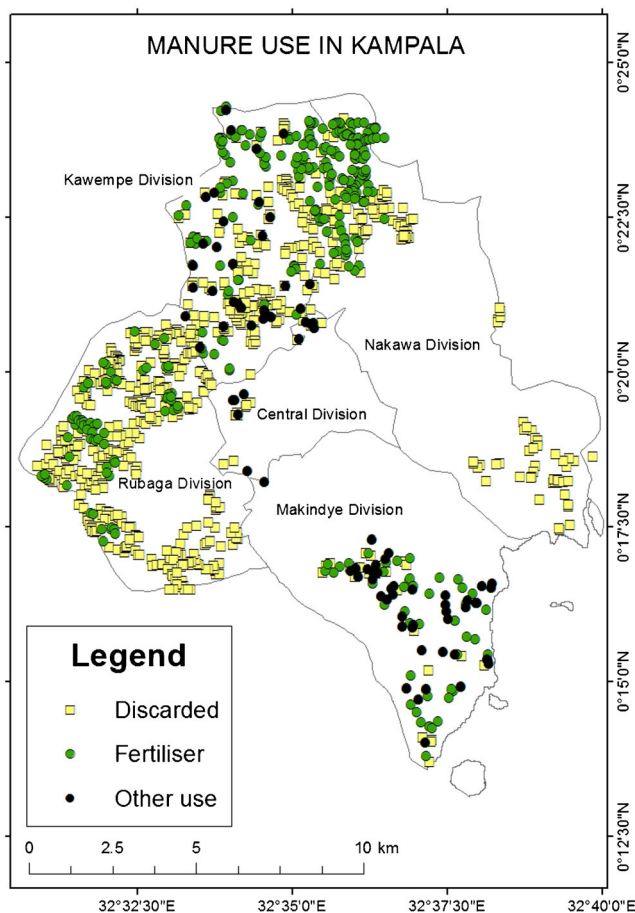 MANURE USE IN KAMPALA
0°25'0"N
Kawempe Division
0°22'30"N
Nakawa Division
0°20'0"N
Central Division
Rubaga Division
Makindye Division
0°17'30"N
Legend
Discarded
Fertiliser
Other use
0°15'0"N
0°12'30"N
0 2.5 5 10 km
32°32'30"E 32°35'0"E 32°37'30"E 32°40'0"E